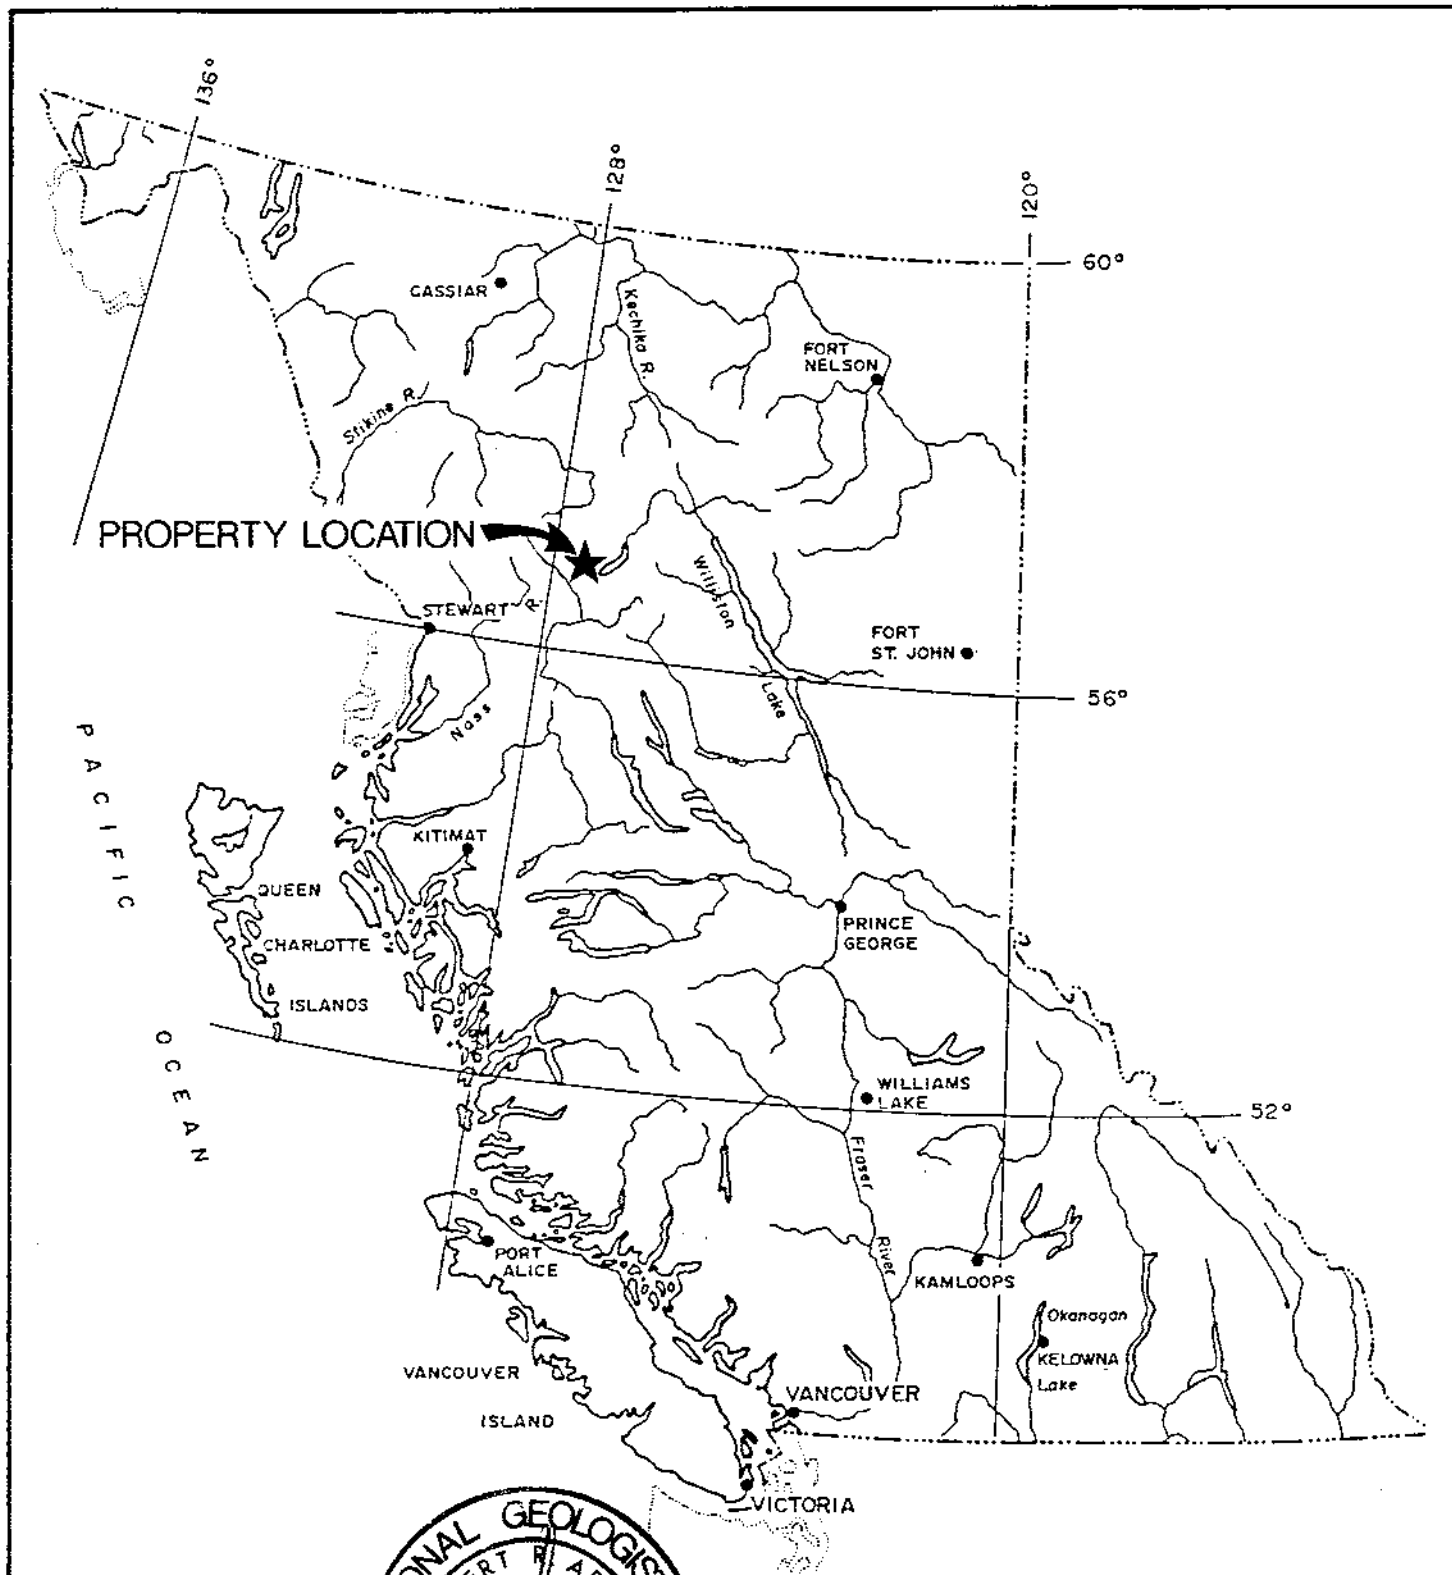 136°
128°
120°
60°
CASSIAR
Kechika R.
FORT
NELSON
Stikine R.
PROPERTY LOCATION
Williston
STEWART
R.
FORT
ST. JOHN
56°
Lake
Nass
PACIFIC
KITIMAT
QUEEN
PRINCE
GEORGE
CHARLOTTE
ISLANDS
OCEAN
WILLIAMS
LAKE
52°
Fraser
River
PORT
ALICE
KAMLOOPS
Okanagan
KELOWNA
Lake
VANCOUVER
VANCOUVER
ISLAND
VICTORIA